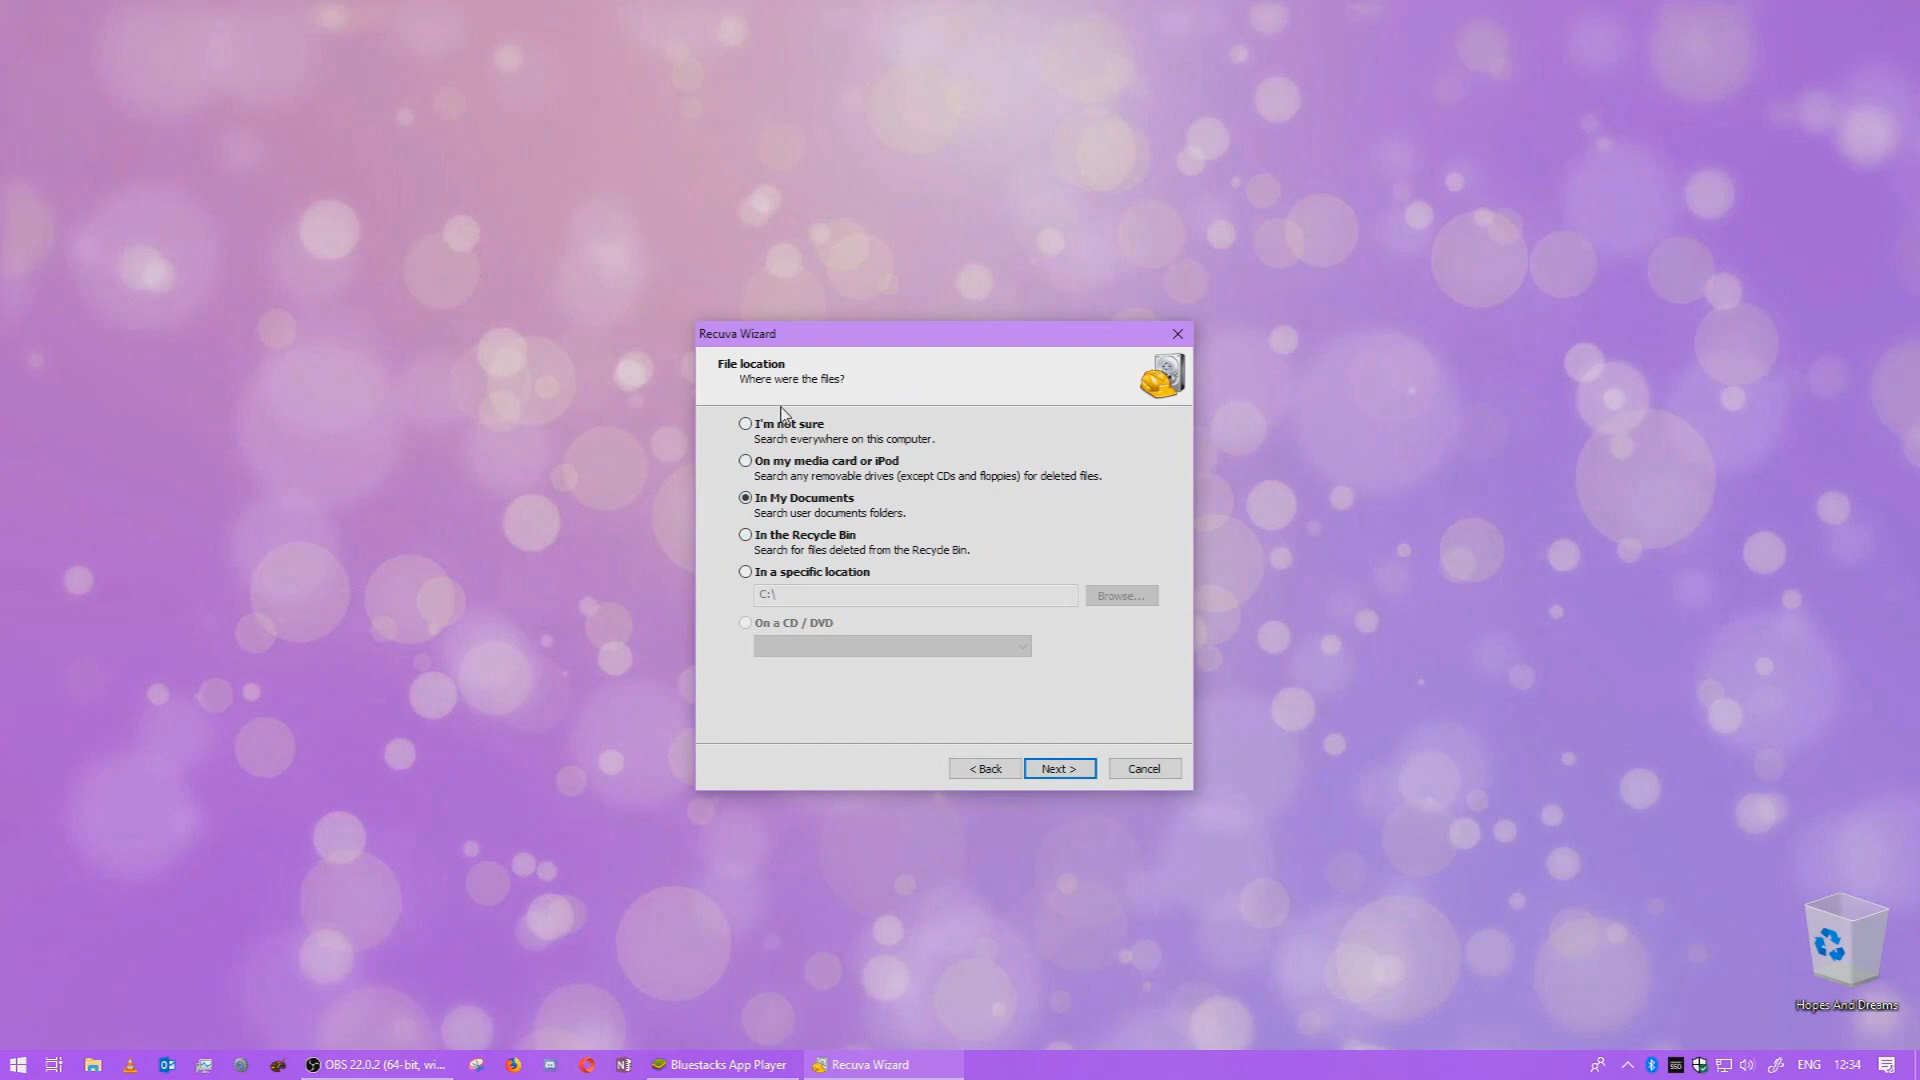 Recuva Wizard
File location
Where were the files?
I'm not sure
Search everywhere on this computer.
On my media card or iPod
Search any removable drives (except CDs and floppies) for deleted files.
In My Documents
Search user documents folders.
In the Recycle Bin
Search for files deleted from the Recycle Bin.
In a specific location
C:\
Browse...
On a CD / DVD
< Back
Next >
Cancel
Hopes And Dreams
OBS 22.0.2 (64-bit, wi...
Bluestacks App Player
Recuva Wizard
ENG
12:34